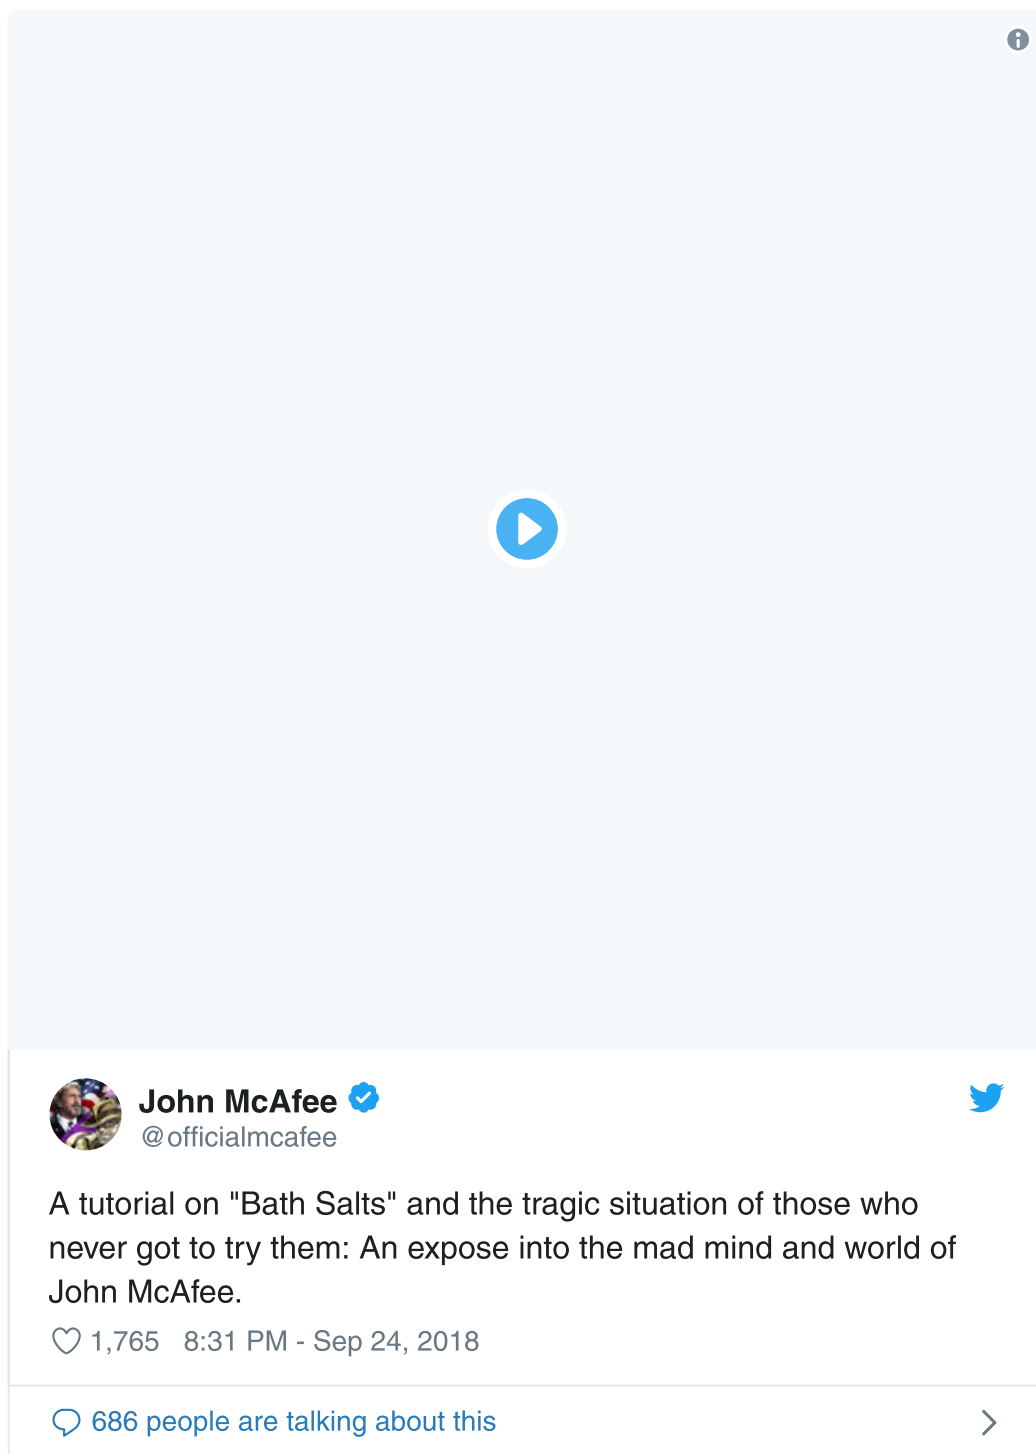 John McAfee
@officialmcafee
A tutorial on "Bath Salts" and the tragic situation of those who
never got to try them: An expose into the mad mind and world of
John McAfee.
1,765 8:31 PM - Sep 24, 2018
686 people are talking about this